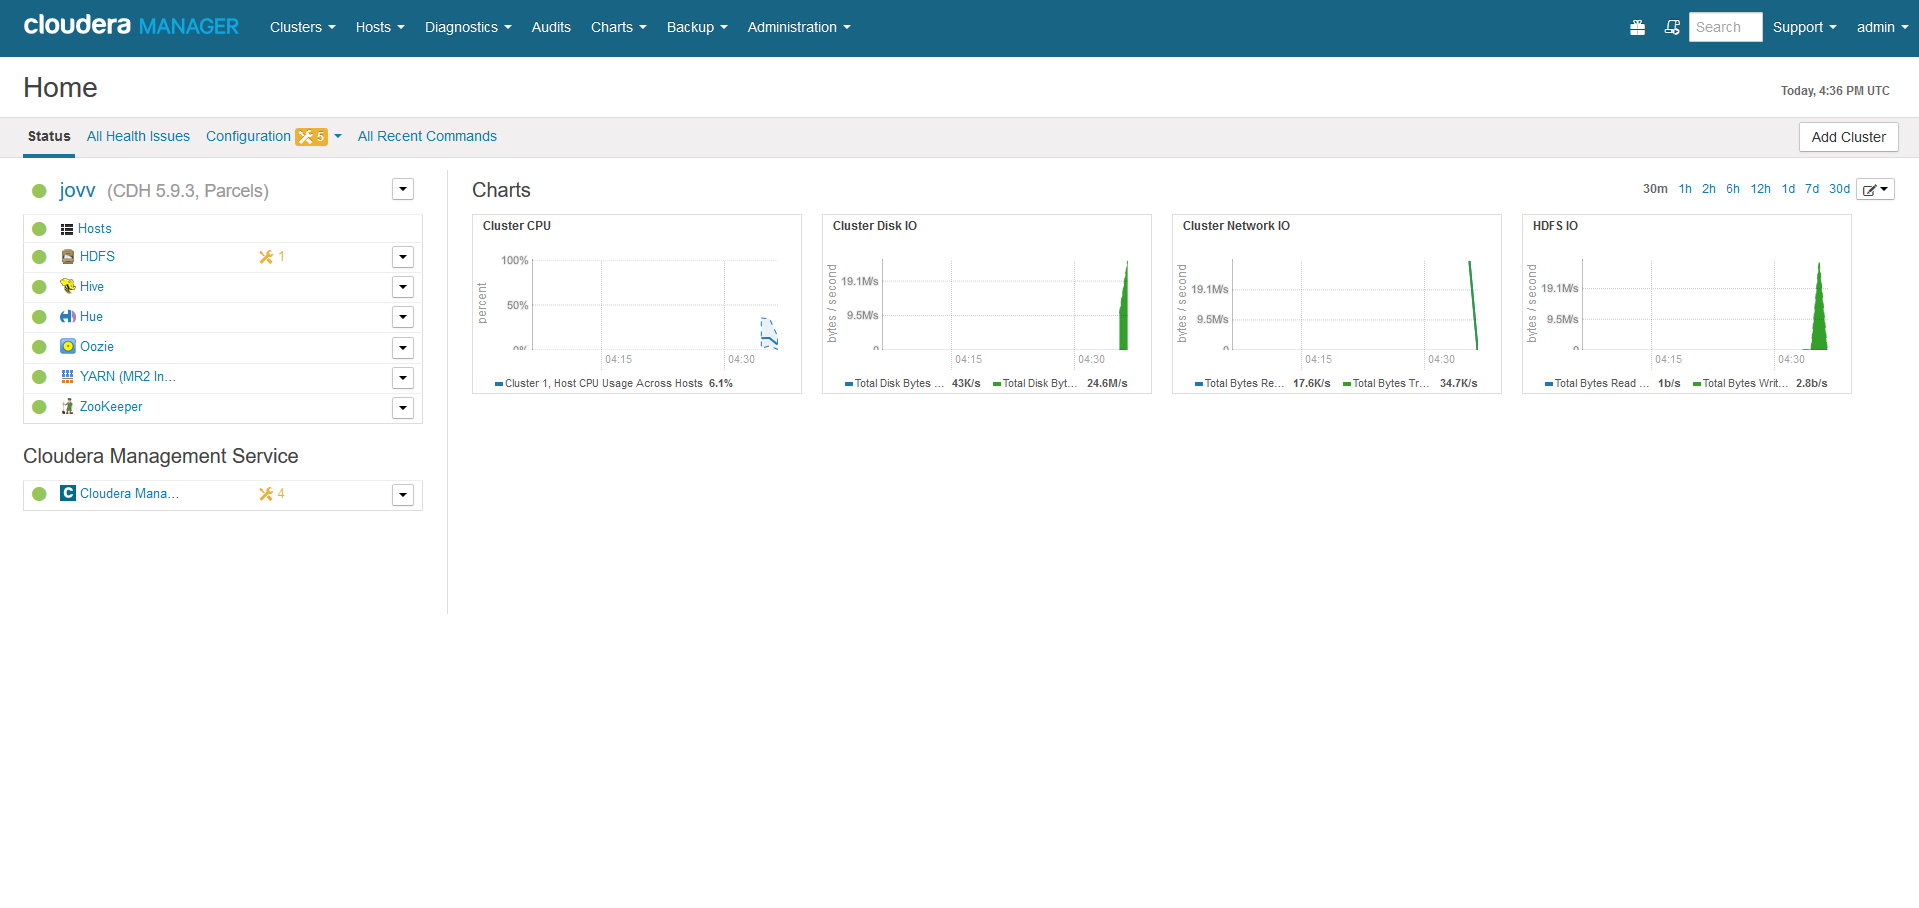 cloudera MANAGER Clusters Hosts Diagnostics Audits Charts Backup Administration Search Support admin
Home
Today, 4:36 PM UTC
Status All Health Issues Configuration 5 All Recent Commands Add Cluster
jovv (CDH 5.9.3, Parcels)
Hosts
HDFS 1
Hive
Hue
Oozie
YARN (MR2 In...
ZooKeeper
Cloudera Management Service
C Cloudera Mana... 4
Charts
30m 1h 2h 6h 12h 1d 7d 30d
Cluster CPU
percent
100%
50%
0%
04:15 04:30
Cluster 1, Host CPU Usage Across Hosts 6.1%
Cluster Disk IO
bytes / second
19.1M/s
9.5M/s
0
04:15 04:30
Total Disk Bytes ... 43K/s Total Disk Byt... 24.6M/s
Cluster Network IO
bytes / second
19.1M/s
9.5M/s
0
04:15 04:30
Total Bytes Re... 17.6K/s Total Bytes Tr... 34.7K/s
HDFS IO
bytes / second
19.1M/s
9.5M/s
0
04:15 04:30
Total Bytes Read ... 1b/s Total Bytes Writ... 2.8b/s